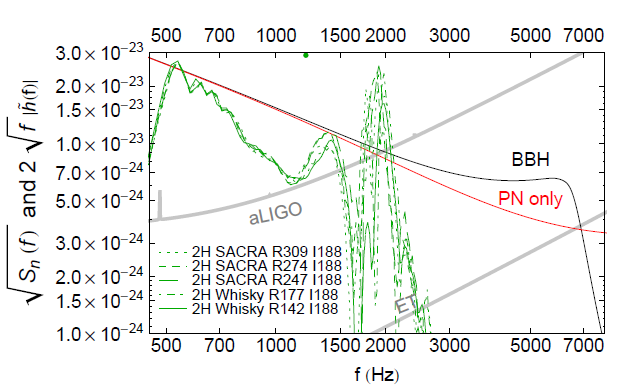 500 700 1000 1500 2000 3000 5000 7000
3.0 × 10⁻²³
2.0 × 10⁻²³
1.5 × 10⁻²³
1.0 × 10⁻²³
7.0 × 10⁻²⁴
5.0 × 10⁻²⁴
3.0 × 10⁻²⁴
2.0 × 10⁻²⁴
1.5 × 10⁻²⁴
1.0 × 10⁻²⁴
√Sₙ(f) and 2 √f |h̃(f)|
BBH
PN only
aLIGO
ET
2H SACRA R309 I188
2H SACRA R274 I188
2H SACRA R247 I188
2H Whisky R177 I188
2H Whisky R142 I188
500 700 1000 1500 2000 3000 5000 7000
f (Hz)